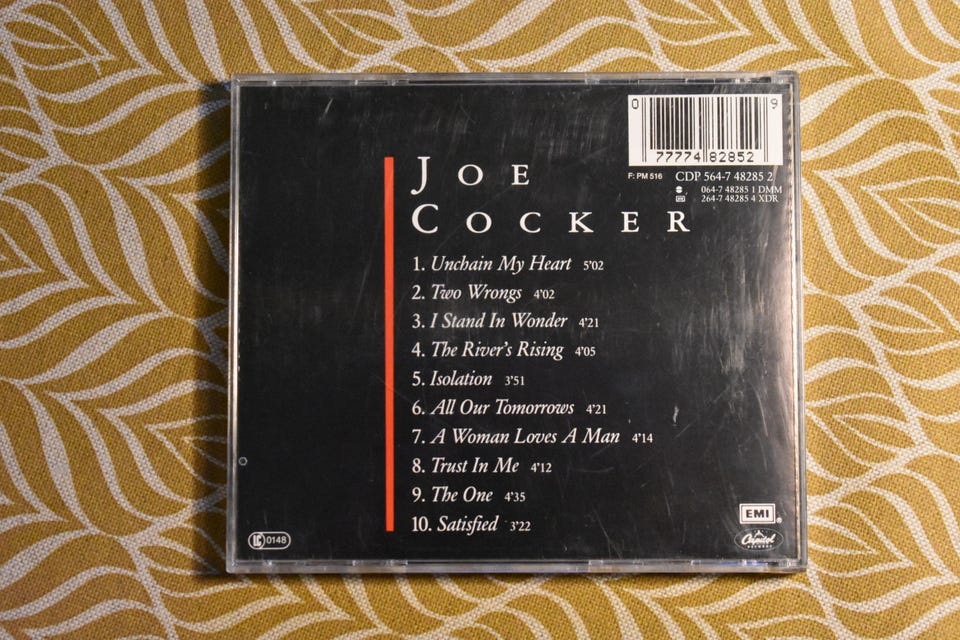 0 9
77774 82852
F: PM 516 CDP 564-7 48285 2
064-7 48285 1 DMM
264-7 48285 4 XDR
JOE
COCKER
1. Unchain My Heart 5'02
2. Two Wrongs 4'02
3. I Stand In Wonder 4'21
4. The River's Rising 4'05
5. Isolation 3'51
6. All Our Tomorrows 4'21
7. A Woman Loves A Man 4'14
8. Trust In Me 4'12
9. The One 4'35
10. Satisfied 3'22
EMI ®
Capitol
RECORDS
LC 0148